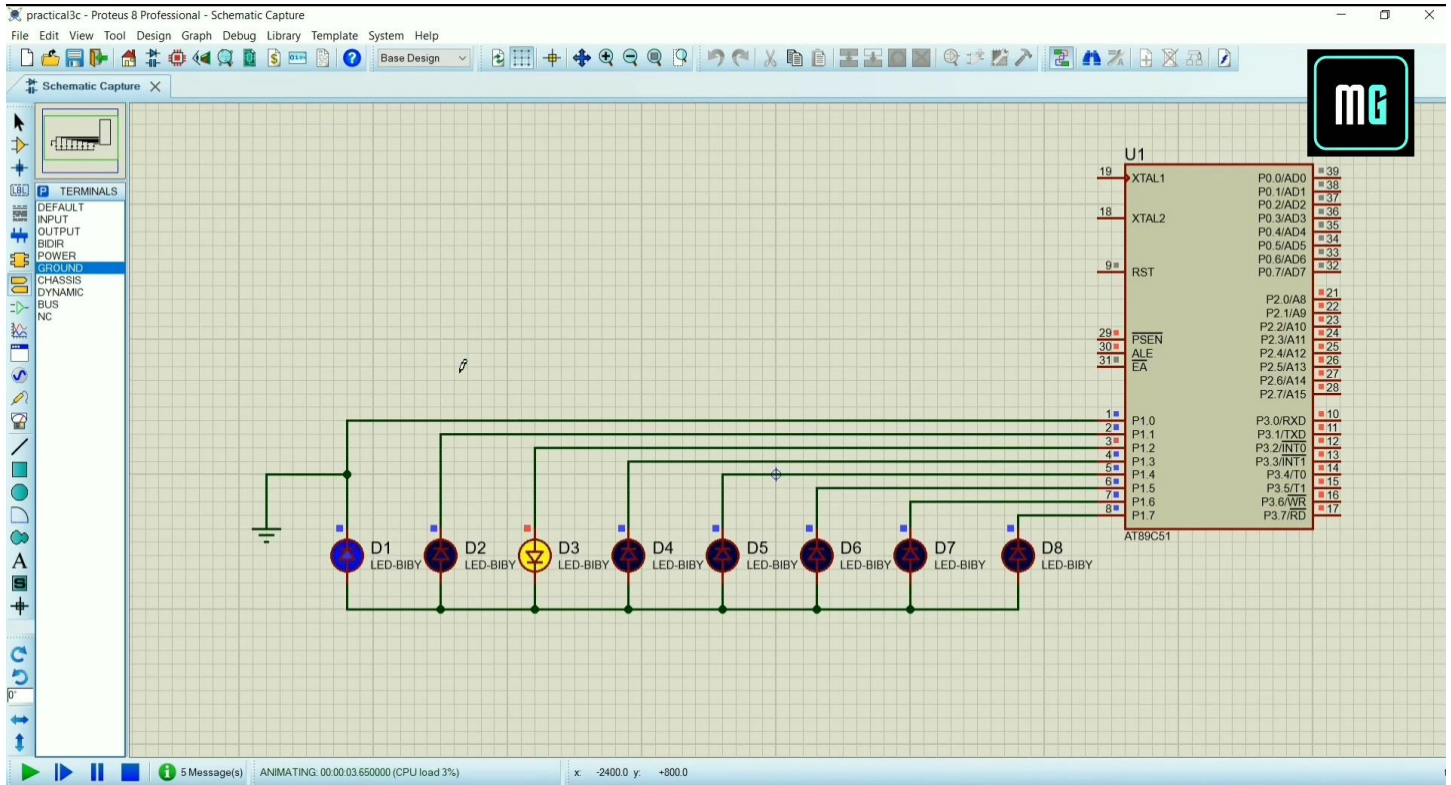 practical3c - Proteus 8 Professional - Schematic Capture
File Edit View Tool Design Graph Debug Library Template System Help
Base Design
MG
Schematic Capture
TERMINALS
DEFAULT
INPUT
OUTPUT
BIDIR
POWER
GROUND
CHASSIS
DYNAMIC
BUS
NC
LBL
A
S
0°
U1
19 XTAL1
18 XTAL2
9 RST
29 PSEN
30 ALE
31 EA
1 P1.0
2 P1.1
3 P1.2
4 P1.3
5 P1.4
6 P1.5
7 P1.6
8 P1.7
P0.0/AD0 39
P0.1/AD1 38
P0.2/AD2 37
P0.3/AD3 36
P0.4/AD4 35
P0.5/AD5 34
P0.6/AD6 33
P0.7/AD7 32
P2.0/A8 21
P2.1/A9 22
P2.2/A10 23
P2.3/A11 24
P2.4/A12 25
P2.5/A13 26
P2.6/A14 27
P2.7/A15 28
P3.0/RXD 10
P3.1/TXD 11
P3.2/INT0 12
P3.3/INT1 13
P3.4/T0 14
P3.5/T1 15
P3.6/WR 16
P3.7/RD 17
AT89C51
D1 D2 D3 D4 D5 D6 D7 D8
LED-BIBY LED-BIBY LED-BIBY LED-BIBY LED-BIBY LED-BIBY LED-BIBY LED-BIBY
5 Message(s) ANIMATING: 00:00:03.650000 (CPU load 3%) x: -2400.0 y: +800.0